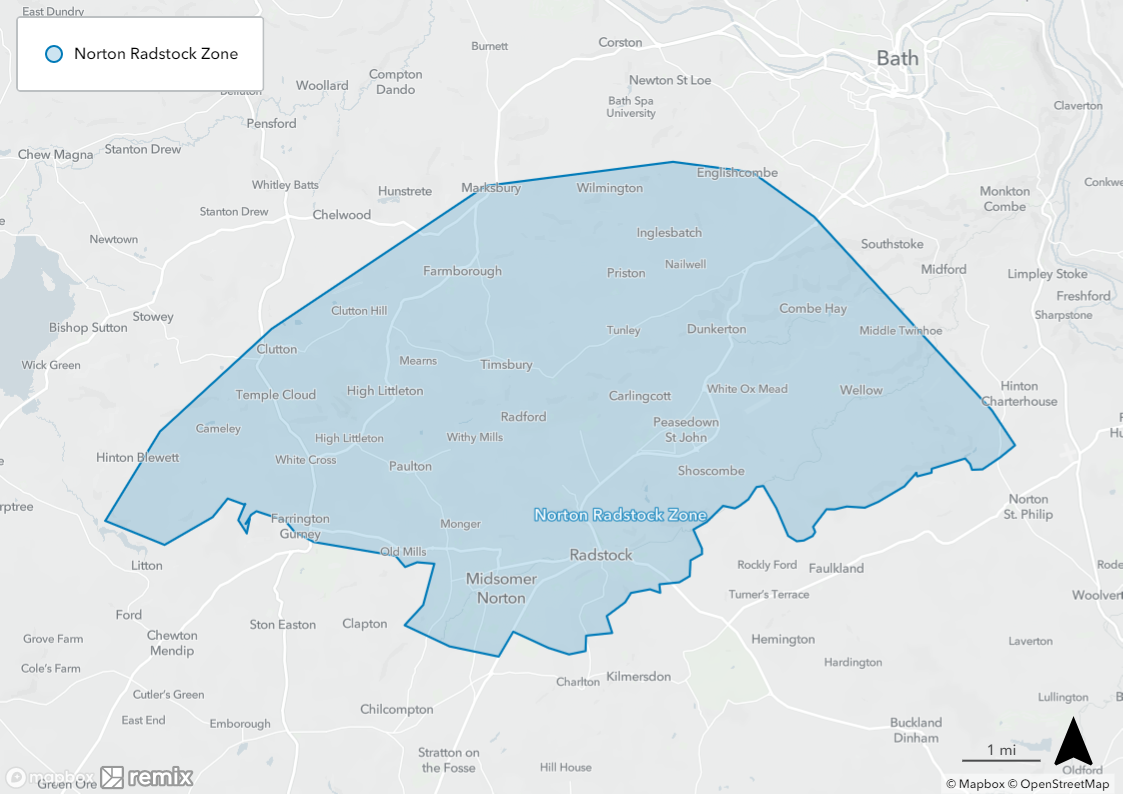 East Dundry
Norton Radstock Zone
Burnett
Corston
Bath
Compton
Dando
Woollard
Newton St Loe
Bath Spa
University
Claverton
Pensford
Stanton Drew
Chew Magna
Whitley Batts
Hunstrete
Marksbury
Wilmington
Englishcombe
Monkton
Combe
Conkw
Stanton Drew
Chelwood
Newtown
Inglesbatch
Southstoke
Nailwell
Priston
Farmborough
Midford
Limpley Stoke
Freshford
Sharpstone
Stowey
Bishop Sutton
Clutton Hill
Combe Hay
Tunley
Dunkerton
Middle Twinhoe
Clutton
Wick Green
Mearns
Timsbury
Temple Cloud
High Littleton
Carlingcott
White Ox Mead
Wellow
Hinton
Charterhouse
Cameley
Radford
Peasedown
St John
High Littleton
Withy Mills
Hinton Blewett
White Cross
Paulton
Shoscombe
rptree
Norton
St. Philip
Norton Radstock Zone
Farrington
Gurney
Monger
Old Mills
Radstock
Litton
Rockly Ford
Faulkland
Rode
Midsomer
Norton
Turner's Terrace
Woolver
Ford
Ston Easton
Clapton
Grove Farm
Chewton
Mendip
Hemington
Laverton
Hardington
Cole's Farm
Charlton
Kilmersdon
Cutler's Green
Lullington
B
East End
Emborough
Chilcompton
Buckland
Dinham
Stratton on
the Fosse
Hill House
1 mi
Oldford
Green Ore
mapbox
remix
© Mapbox © OpenStreetMap